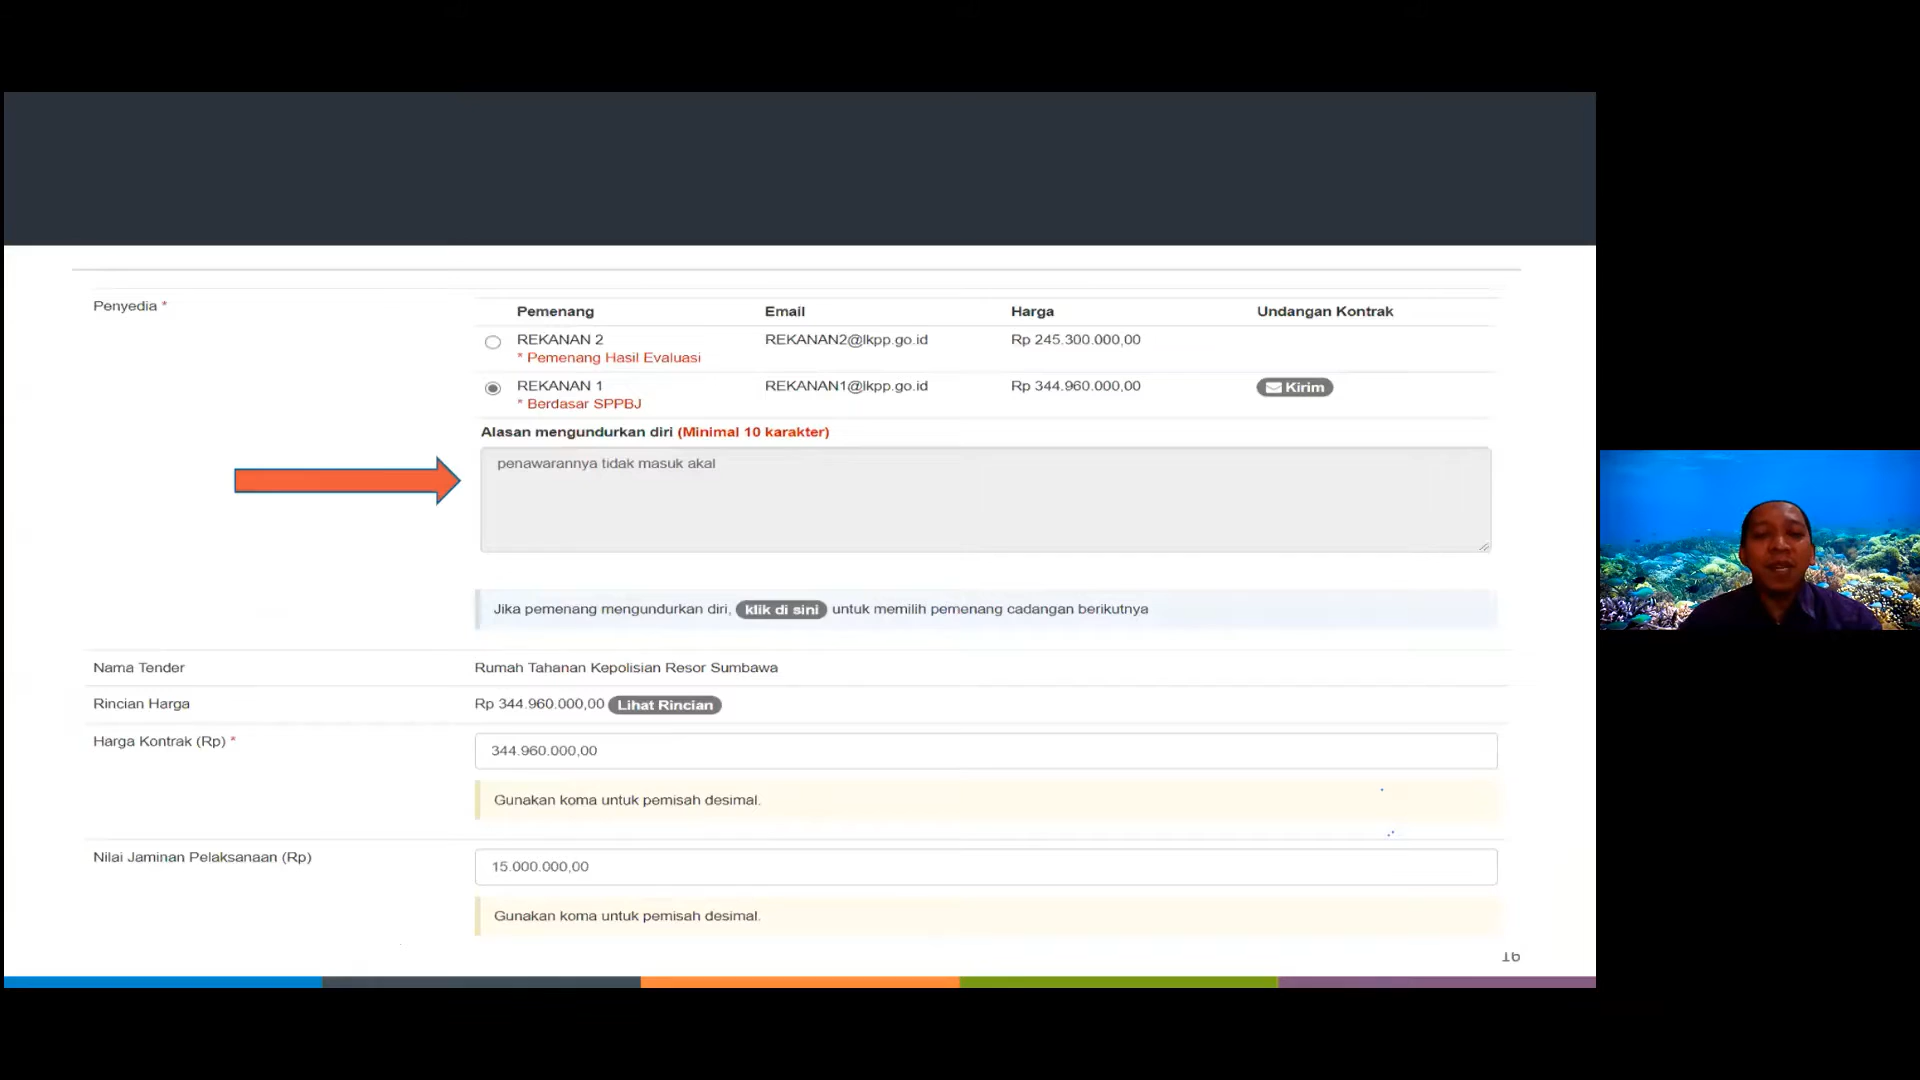 Penyedia *
Pemenang Email Harga Undangan Kontrak
REKANAN 2 REKANAN2@lkpp.go.id Rp 245.300.000,00
* Pemenang Hasil Evaluasi
REKANAN 1 REKANAN1@lkpp.go.id Rp 344.960.000,00 Kirim
* Berdasar SPPBJ
Alasan mengundurkan diri (Minimal 10 karakter)
penawarannya tidak masuk akal
Jika pemenang mengundurkan diri, klik di sini untuk memilih pemenang cadangan berikutnya
Nama Tender Rumah Tahanan Kepolisian Resor Sumbawa
Rincian Harga Rp 344.960.000,00 Lihat Rincian
Harga Kontrak (Rp) * 344.960.000,00
Gunakan koma untuk pemisah desimal.
Nilai Jaminan Pelaksanaan (Rp) 15.000.000,00
Gunakan koma untuk pemisah desimal.
16